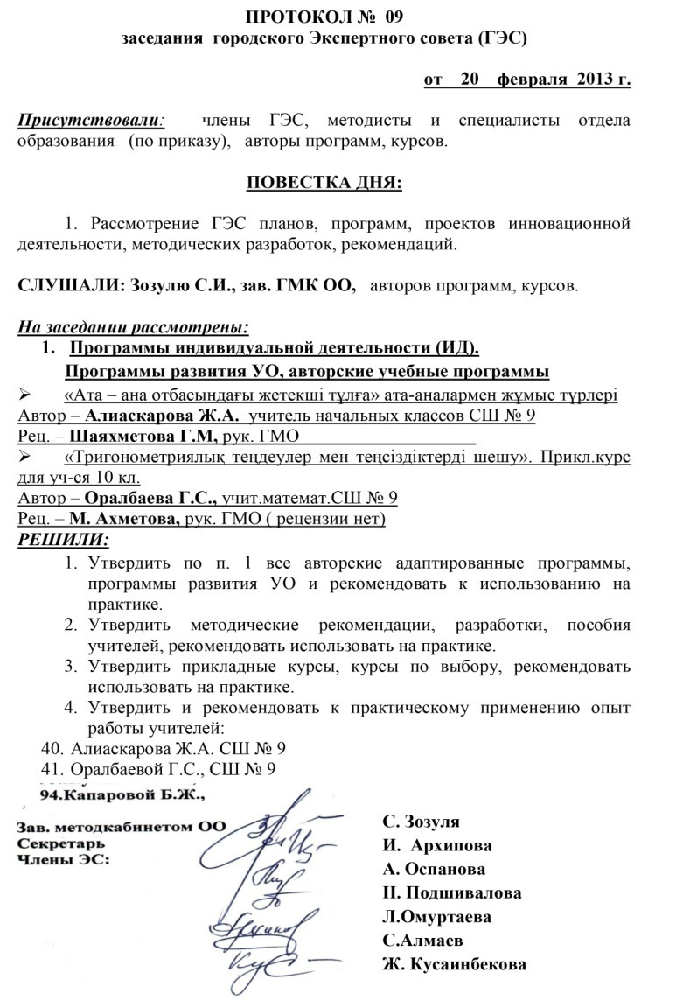 ПРОТОКОЛ № 09
заседания городского Экспертного совета (ГЭС)
от 20 февраля 2013 г.
Присутствовали: члены ГЭС, методисты и специалисты отдела
образования (по приказу), авторы программ, курсов.
ПОВЕСТКА ДНЯ:
1. Рассмотрение ГЭС планов, программ, проектов инновационной
деятельности, методических разработок, рекомендаций.
СЛУШАЛИ: Зозулю С.И., зав. ГМК ОО, авторов программ, курсов.
На заседании рассмотрены:
1. Программы индивидуальной деятельности (ИД).
Программы развития УО, авторские учебные программы
➢ «Ата – ана отбасындағы жетекші тұлға» ата-аналармен жұмыс түрлері
Автор – Алиаскарова Ж.А. учитель начальных классов СШ № 9
Рец. – Шаяхметова Г.М, рук. ГМО
➢ «Тригонометриялық теңдеулер мен теңсіздіктерді шешу». Прикл.курс
для уч-ся 10 кл.
Автор – Оралбаева Г.С., учит.математ.СШ № 9
Рец. – М. Ахметова, рук. ГМО ( рецензии нет)
РЕШИЛИ:
1. Утвердить по п. 1 все авторские адаптированные программы,
программы развития УО и рекомендовать к использованию на
практике.
2. Утвердить методические рекомендации, разработки, пособия
учителей, рекомендовать использовать на практике.
3. Утвердить прикладные курсы, курсы по выбору, рекомендовать
использовать на практике.
4. Утвердить и рекомендовать к практическому применению опыт
работы учителей:
40. Алиаскарова Ж.А. СШ № 9
41. Оралбаевой Г.С., СШ № 9
94.Капаровой Б.Ж.,
Зав. методкабинетом ОО
Секретарь
Члены ЭС:
С. Зозуля
И. Архипова
А. Оспанова
Н. Подшивалова
Л.Омуртаева
С.Алмаев
Ж. Кусаинбекова